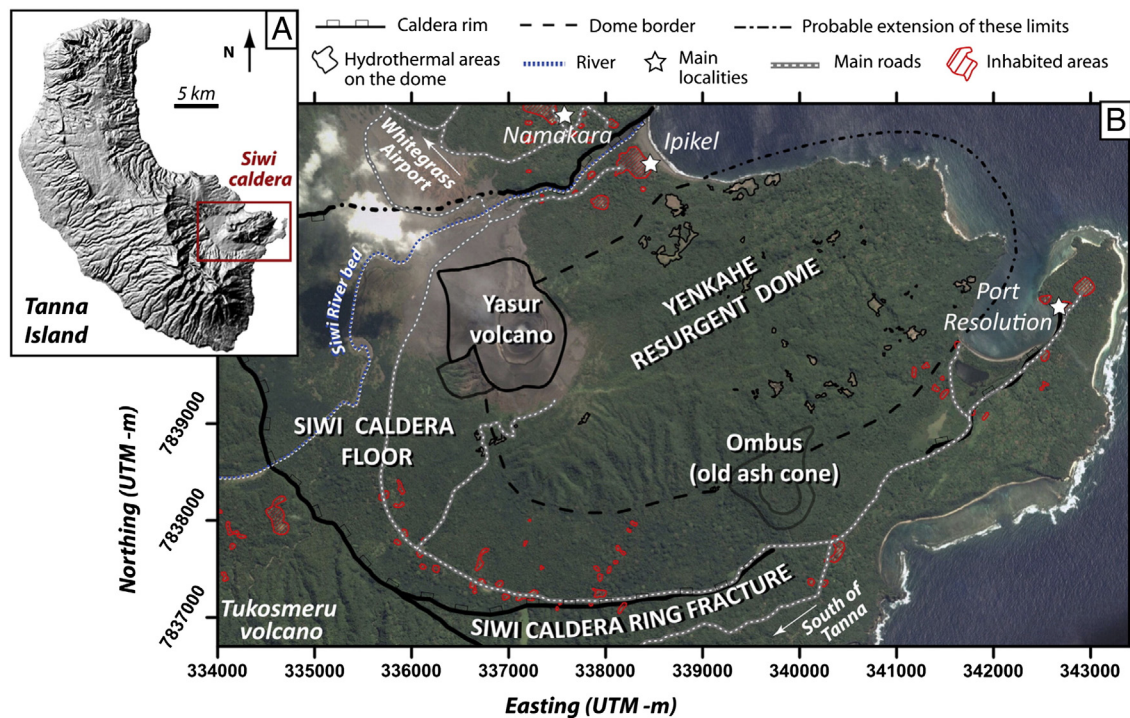 A
N
5 km
Siwi
caldera
Tanna
Island
Caldera rim
Dome border
Probable extension of these limits
Hydrothermal areas
on the dome
River
Main
localities
Main roads
Inhabited areas
B
Namakara
Ipikel
Whitegrass
Airport
Siwi River bed
Yasur
volcano
YENKAHE
RESURGENT DOME
Port
Resolution
SIWI CALDERA
FLOOR
Ombus
(old ash cone)
SIWI CALDERA RING FRACTURE
South of
Tanna
Tukosmeru
volcano
Northing (UTM -m)
7839000
7838000
7837000
334000 335000 336000 337000 338000 339000 340000 341000 342000 343000
Easting (UTM -m)